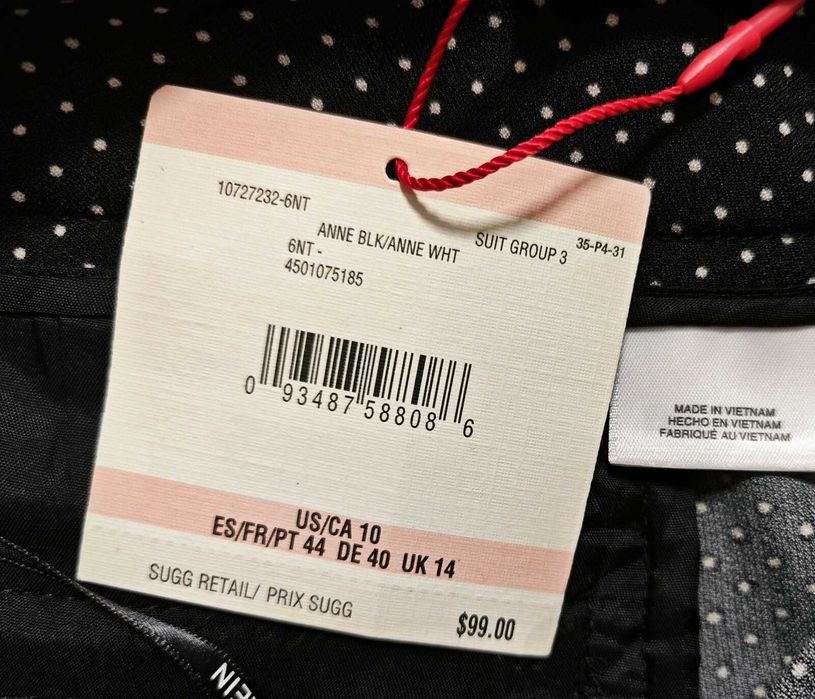 10727232-6NT
ANNE BLK/ANNE WHT
SUIT GROUP 3
35-P4-31
6NT -
4501075185
0 93487 58808 6
US/CA 10
ES/FR/PT 44 DE 40 UK 14
SUGG RETAIL/ PRIX SUGG
$99.00
MADE IN VIETNAM
HECHO EN VIETNAM
FABRIQUÉ AU VIETNAM